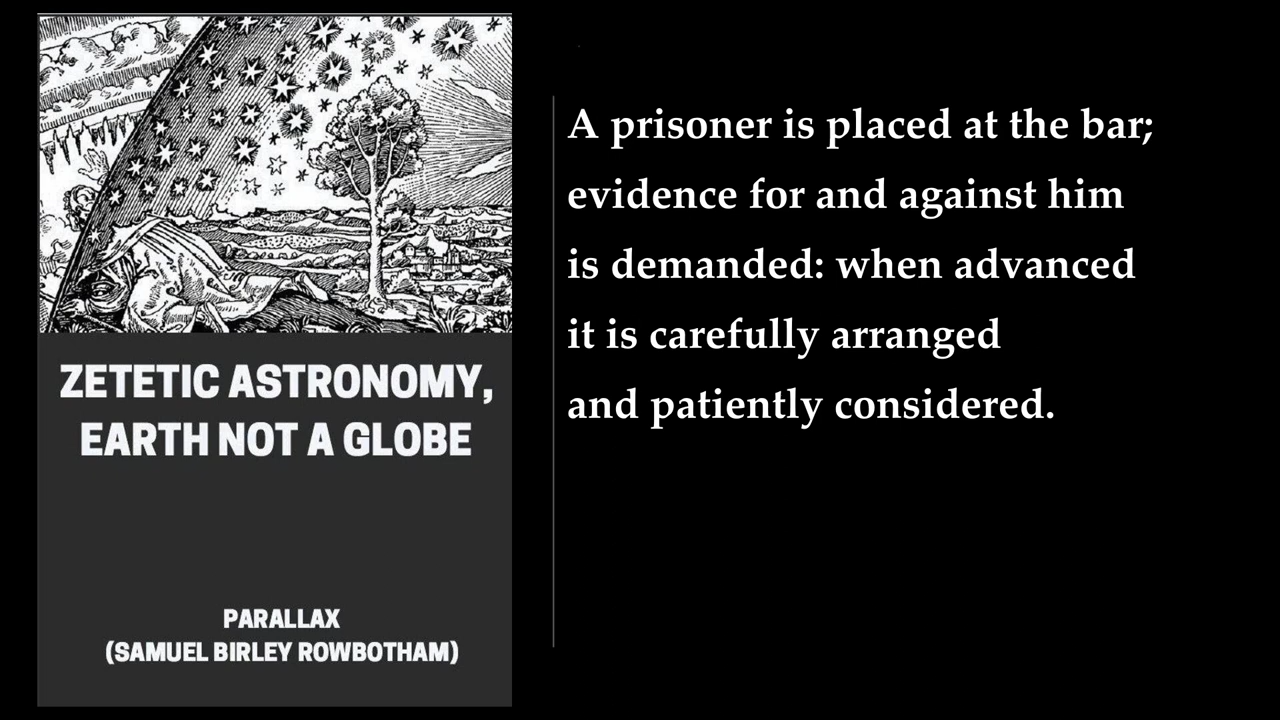 ZETETIC ASTRONOMY,
EARTH NOT A GLOBE
PARALLAX
(SAMUEL BIRLEY ROWBOTHAM)
A prisoner is placed at the bar;
evidence for and against him
is demanded: when advanced
it is carefully arranged
and patiently considered.